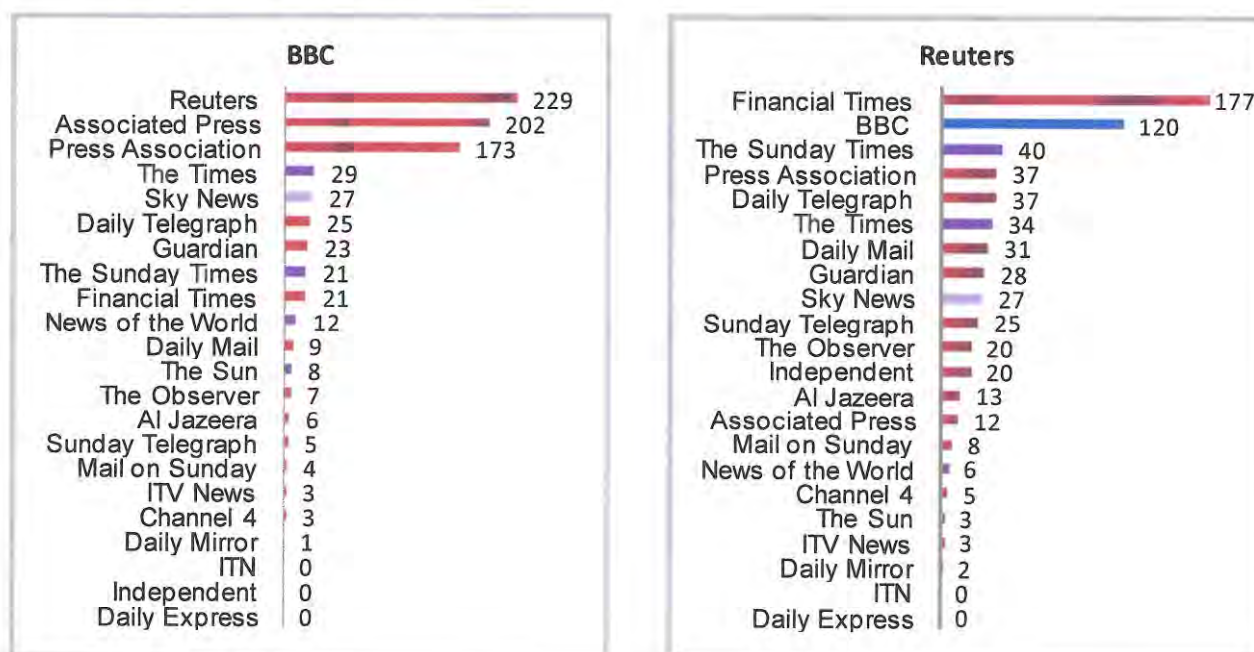 BBC
Reuters 229
Associated Press 202
Press Association 173
The Times 29
Sky News 27
Daily Telegraph 25
Guardian 23
The Sunday Times 21
Financial Times 21
News of the World 12
Daily Mail 9
The Sun 8
The Observer 7
Al Jazeera 6
Sunday Telegraph 5
Mail on Sunday 4
ITV News 3
Channel 4 3
Daily Mirror 1
ITN 0
Independent 0
Daily Express 0
Reuters
Financial Times 177
BBC 120
The Sunday Times 40
Press Association 37
Daily Telegraph 37
The Times 34
Daily Mail 31
Guardian 28
Sky News 27
Sunday Telegraph 25
The Observer 20
Independent 20
Al Jazeera 13
Associated Press 12
Mail on Sunday 8
News of the World 6
Channel 4 5
The Sun 3
ITV News 3
Daily Mirror 2
ITN 0
Daily Express 0